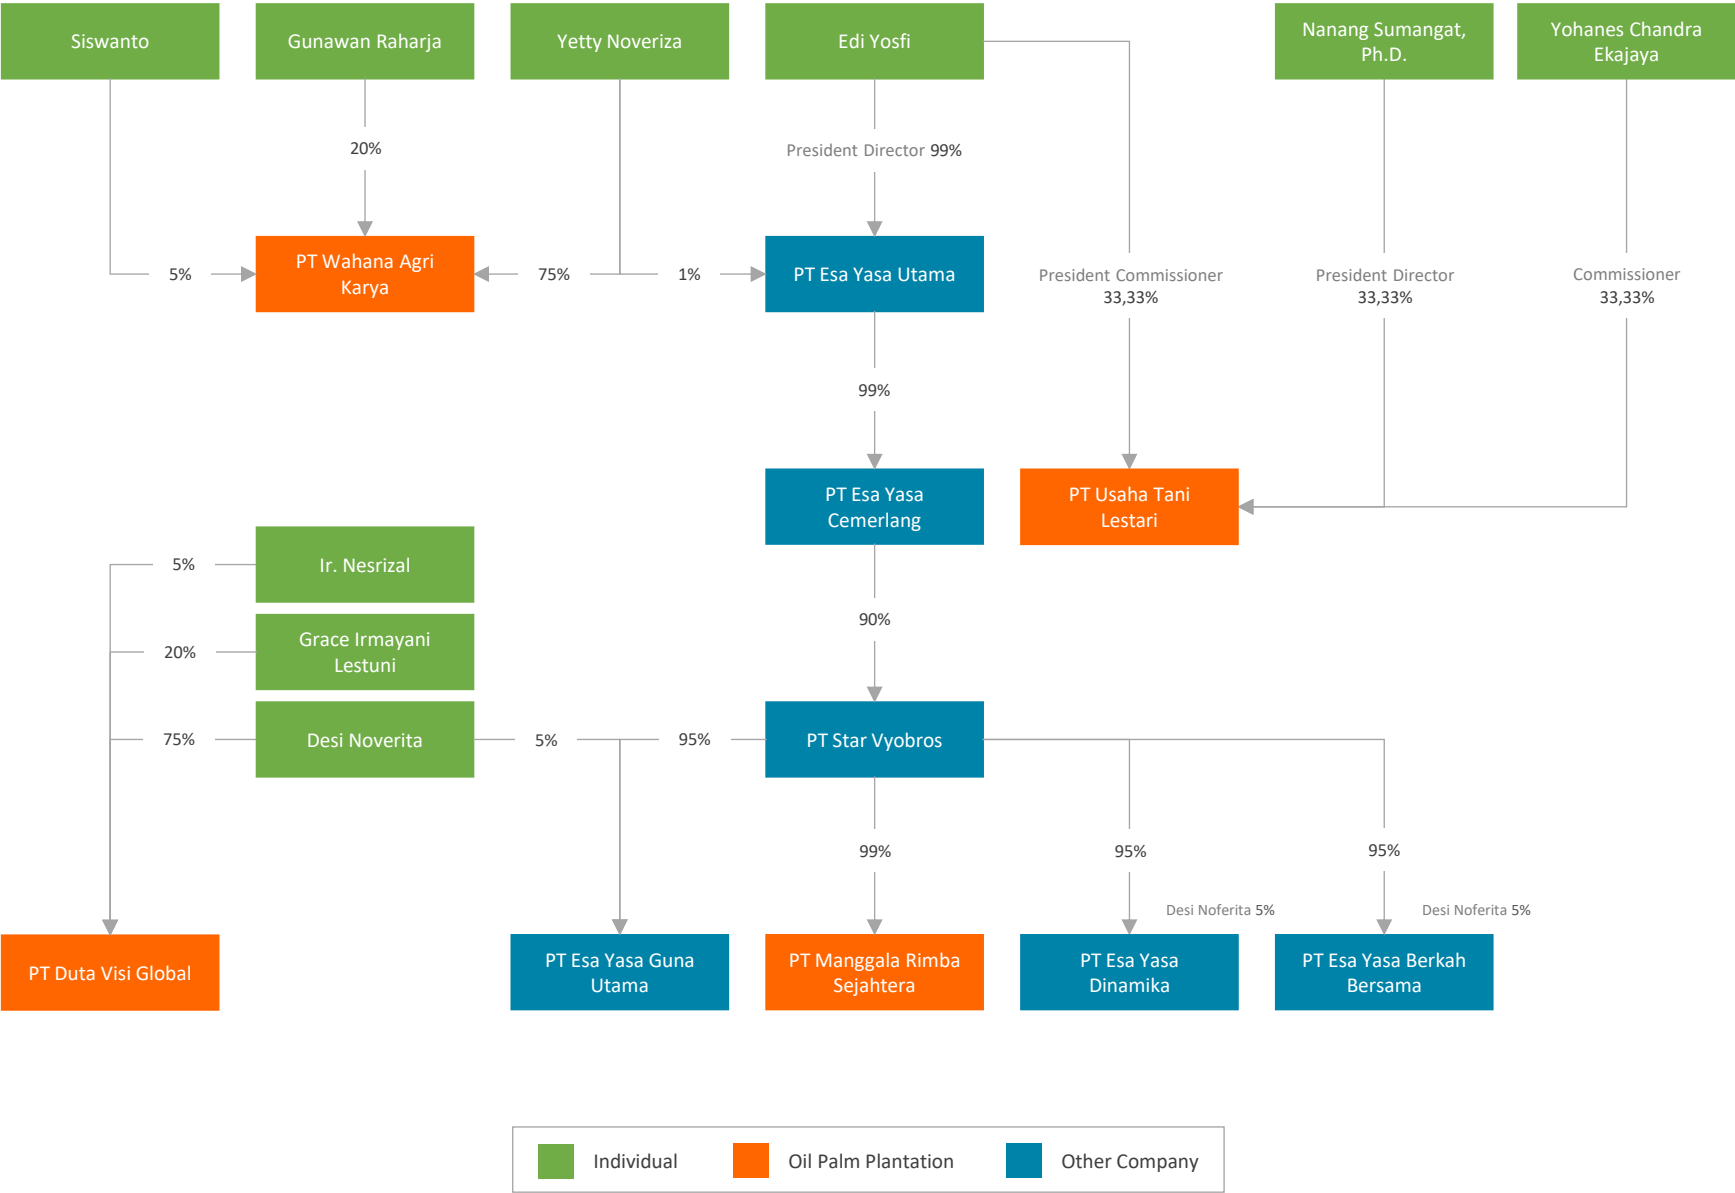 Siswanto
Gunawan Raharja
Yetty Noveriza
Edi Yosfi
Nanang Sumangat,
Ph.D.
Yohanes Chandra
Ekajaya
20%
President Director 99%
5%
PT Wahana Agri
Karya
75%
1%
PT Esa Yasa Utama
President Commissioner
33,33%
President Director
33,33%
Commissioner
33,33%
99%
PT Esa Yasa
Cemerlang
PT Usaha Tani
Lestari
5%
Ir. Nesrizal
90%
20%
Grace Irmayani
Lestuni
75%
Desi Noverita
5%
95%
PT Star Vyobros
99%
95%
95%
Desi Noferita 5%
Desi Noferita 5%
PT Duta Visi Global
PT Esa Yasa Guna
Utama
PT Manggala Rimba
Sejahtera
PT Esa Yasa
Dinamika
PT Esa Yasa Berkah
Bersama
Individual
Oil Palm Plantation
Other Company